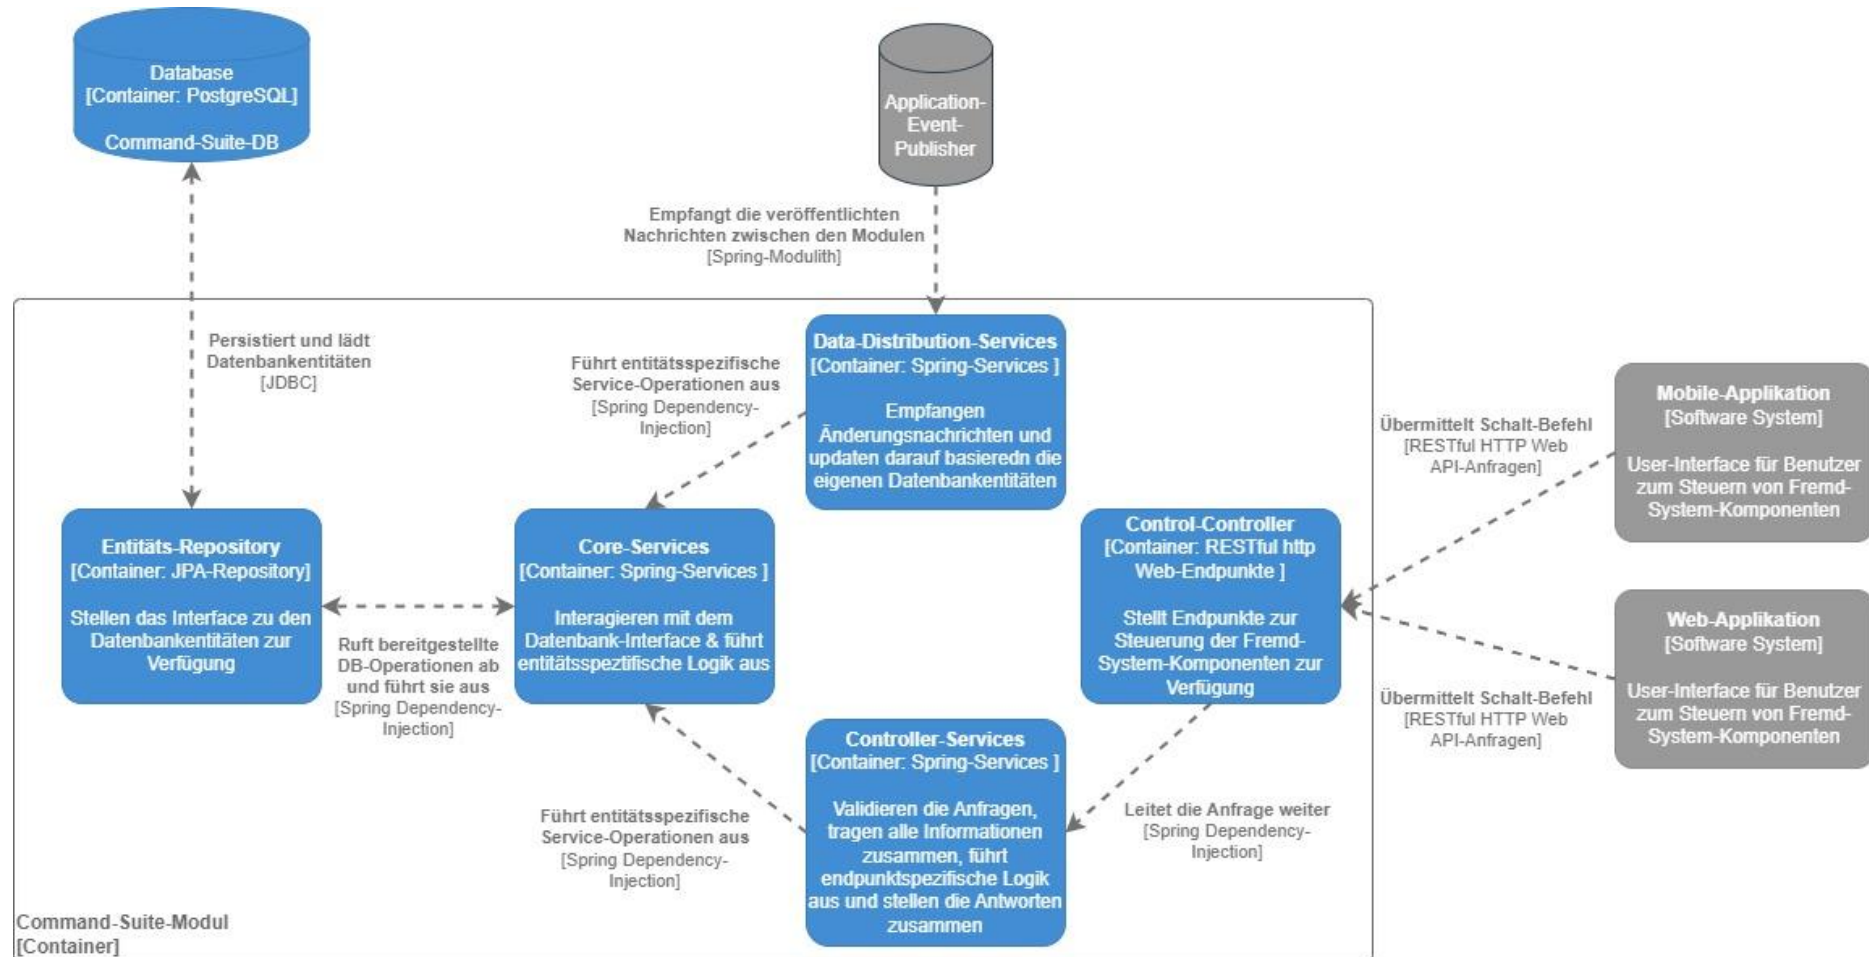 Database
[Container: PostgreSQL]
Command-Suite-DB
Application-
Event-
Publisher
Empfangt die veröffentlichten
Nachrichten zwischen den Modulen
[Spring-Modulith]
Persistiert und lädt
Datenbankentitäten
[JDBC]
Führt entitätsspezifische
Service-Operationen aus
[Spring Dependency-
Injection]
Data-Distribution-Services
[Container: Spring-Services ]
Empfangen
Änderungsnachrichten und
updaten darauf basieredn die
eigenen Datenbankentitäten
Mobile-Applikation
[Software System]
User-Interface für Benutzer
zum Steuern von Fremd-
System-Komponenten
Übermittelt Schalt-Befehl
[RESTful HTTP Web
API-Anfragen]
Entitäts-Repository
[Container: JPA-Repository]
Stellen das Interface zu den
Datenbankentitäten zur
Verfügung
Ruft bereitgestellte
DB-Operationen ab
und führt sie aus
[Spring Dependency-
Injection]
Core-Services
[Container: Spring-Services ]
Interagieren mit dem
Datenbank-Interface & führt
entitätsspeztifische Logik aus
Control-Controller
[Container: RESTful http
Web-Endpunkte ]
Stellt Endpunkte zur
Steuerung der Fremd-
System-Komponenten zur
Verfügung
Web-Applikation
[Software System]
User-Interface für Benutzer
zum Steuern von Fremd-
System-Komponenten
Übermittelt Schalt-Befehl
[RESTful HTTP Web
API-Anfragen]
Führt entitätsspezifische
Service-Operationen aus
[Spring Dependency-
Injection]
Controller-Services
[Container: Spring-Services ]
Validieren die Anfragen,
tragen alle Informationen
zusammen, führt
endpunktspezifische Logik
aus und stellen die Antworten
zusammen
Leitet die Anfrage weiter
[Spring Dependency-
Injection]
Command-Suite-Modul
[Container]